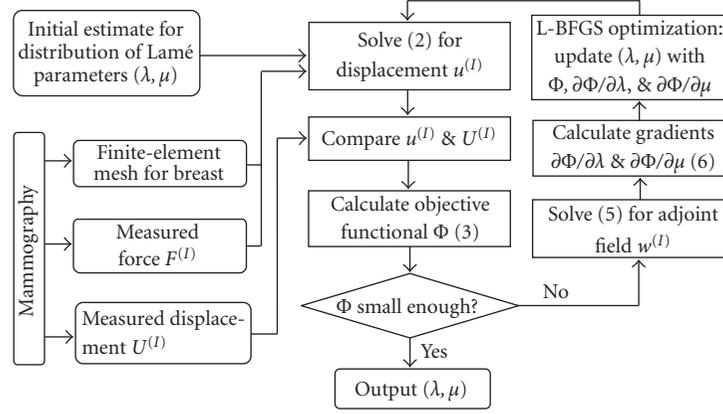 Initial estimate for
distribution of Lamé
parameters (λ, μ)
Mammography
Finite-element
mesh for breast
Measured
force F^(I)
Measured displace-
ment U^(I)
Solve (2) for
displacement u^(I)
Compare u^(I) & U^(I)
Calculate objective
functional Φ (3)
Φ small enough?
No
Yes
Output (λ, μ)
L-BFGS optimization:
update (λ, μ) with
Φ, ∂Φ/∂λ, & ∂Φ/∂μ
Calculate gradients
∂Φ/∂λ & ∂Φ/∂μ (6)
Solve (5) for adjoint
field w^(I)